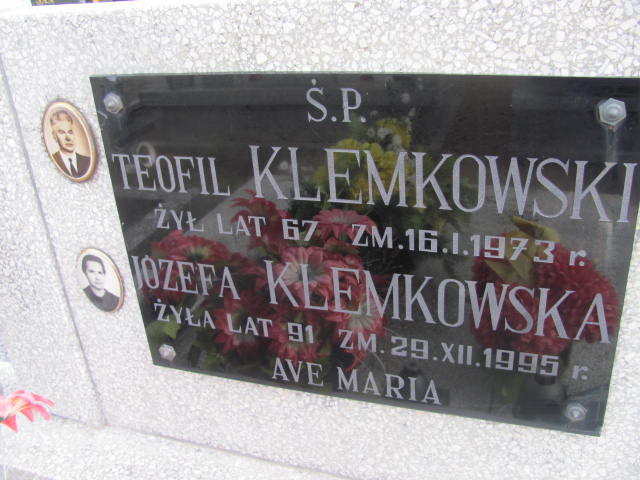 Ś.P.
TEOFIL KLEMKOWSKI
ŻYŁ LAT 67 ZM.16.I.1973 r.
JÓZEFA KLEMKOWSKA
ŻYŁA LAT 91 ZM.29.XII.1995 r.
AVE MARIA